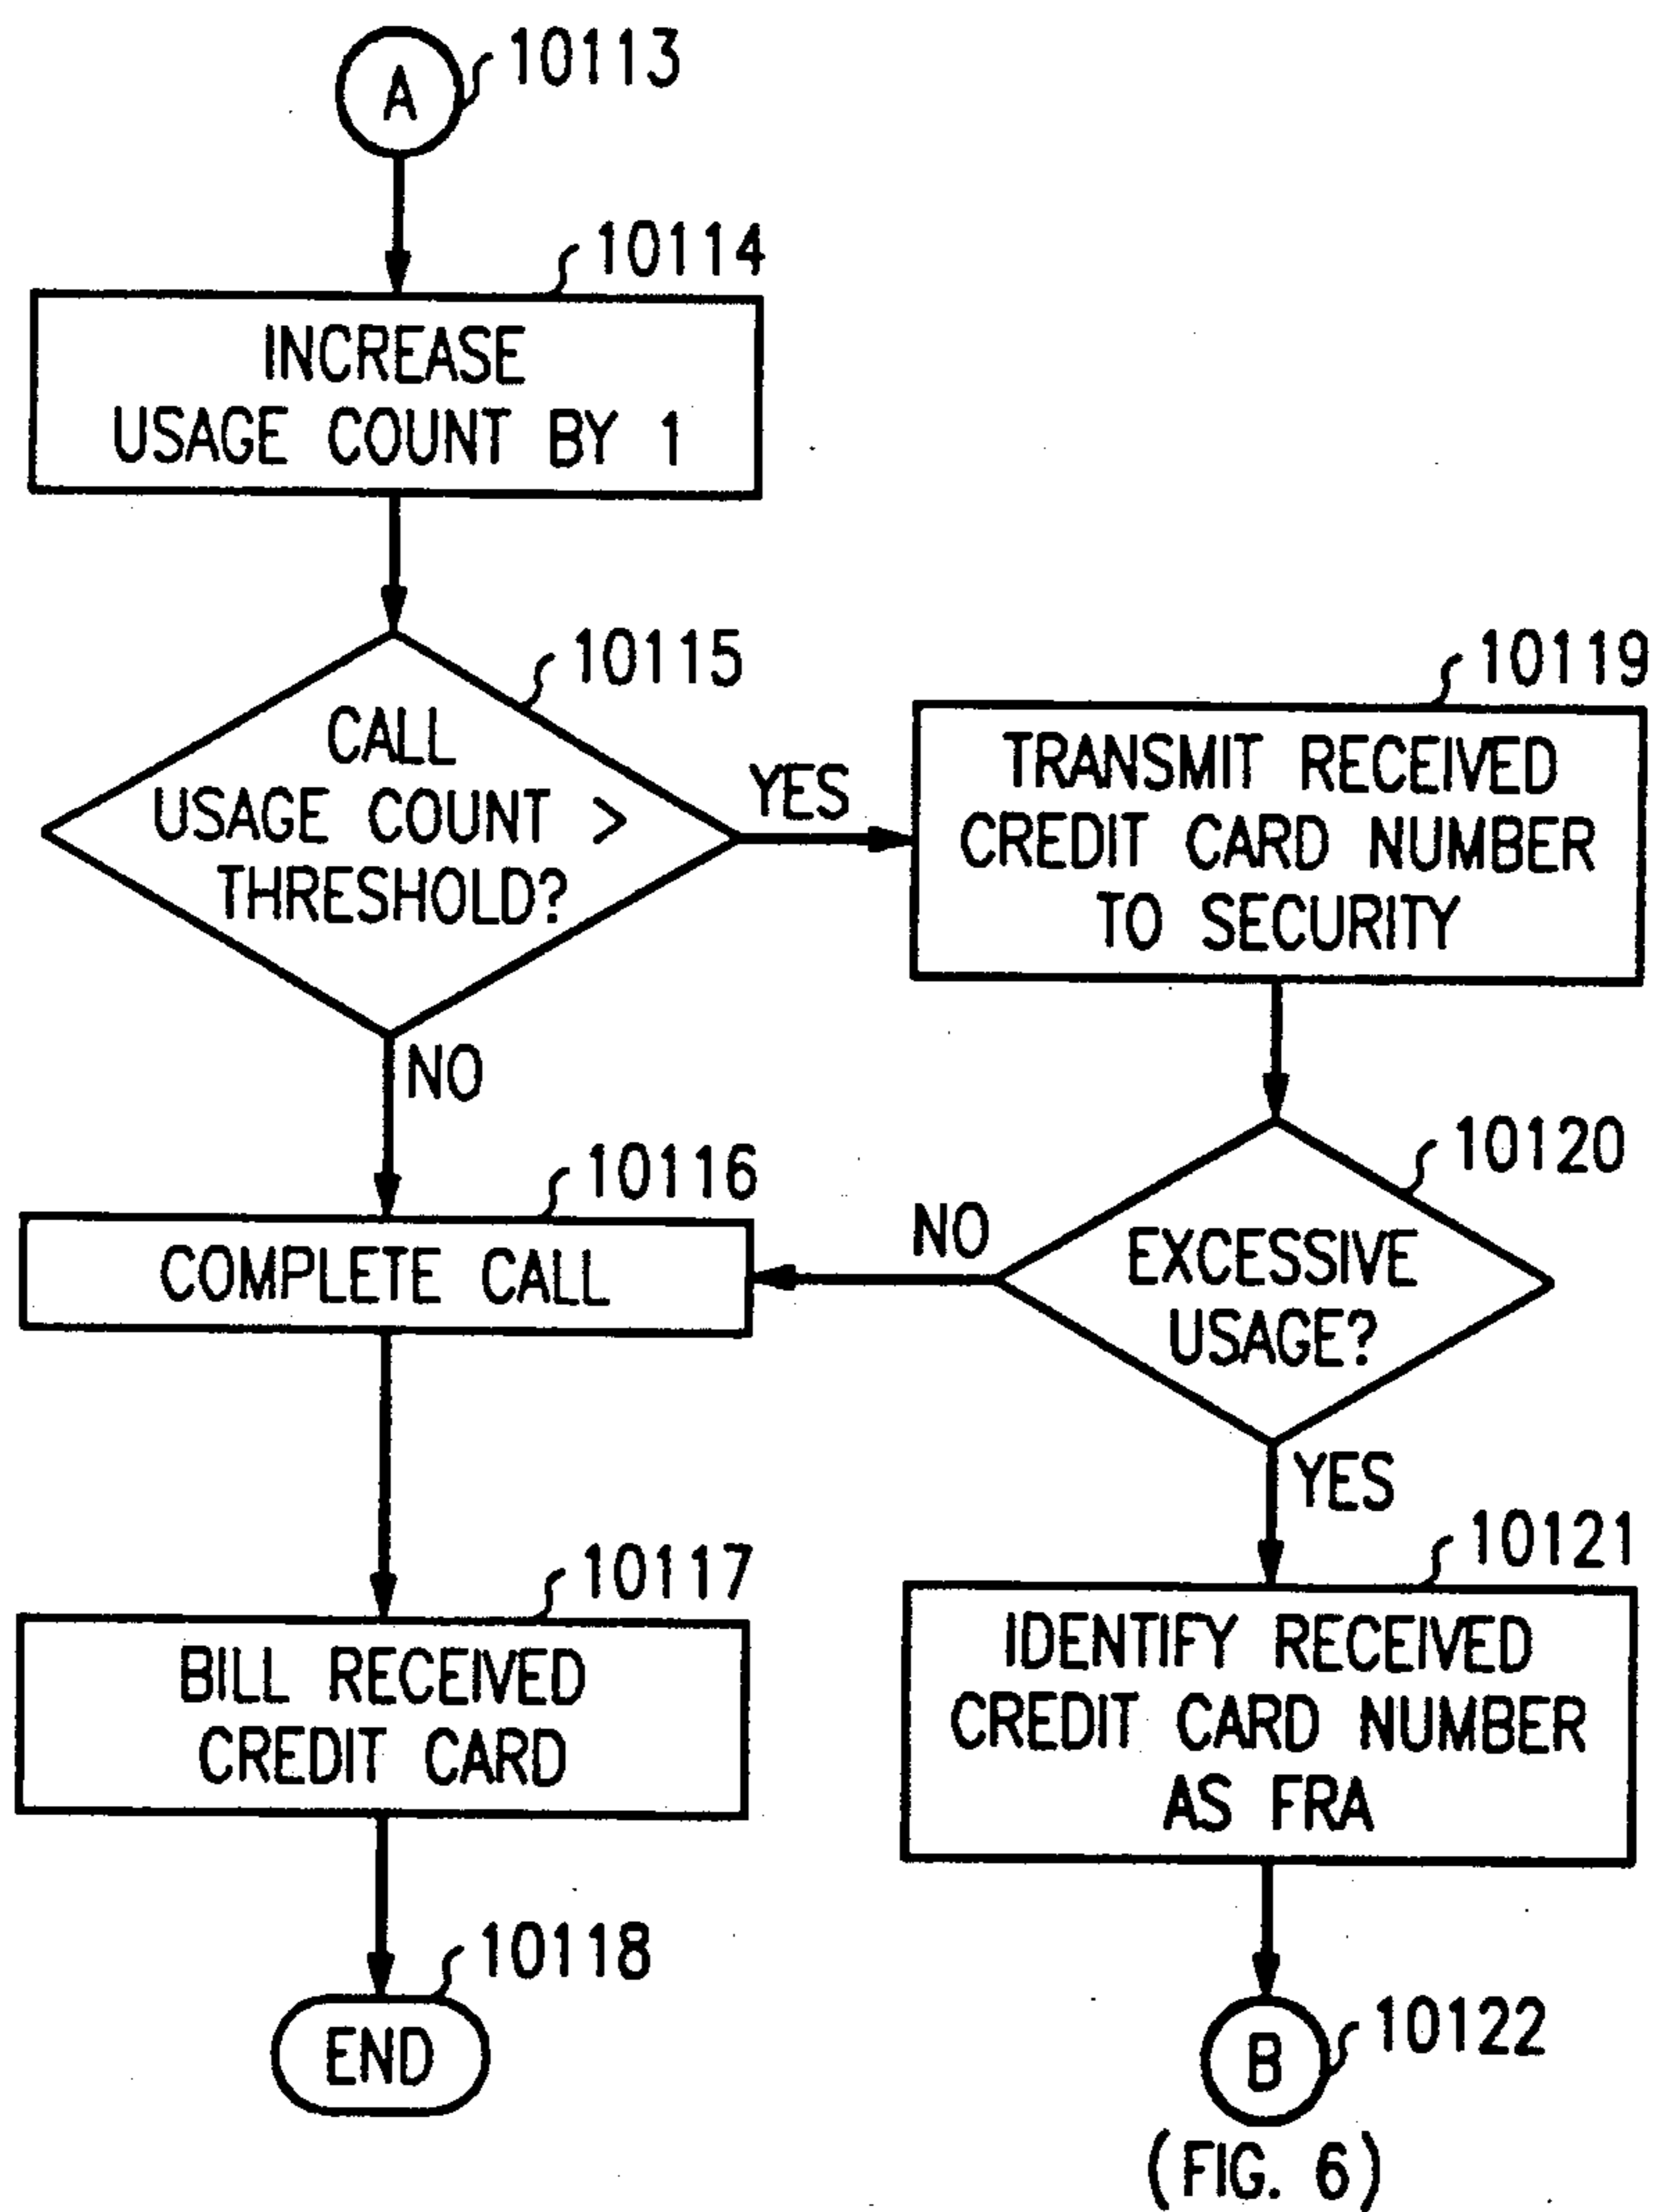 A
10113
10114
INCREASE
USAGE COUNT BY 1
10115
CALL
USAGE COUNT >
THRESHOLD?
YES
NO
10119
TRANSMIT RECEIVED
CREDIT CARD NUMBER
TO SECURITY
10116
COMPLETE CALL
10120
EXCESSIVE
USAGE?
NO
YES
10117
BILL RECEIVED
CREDIT CARD
10121
IDENTIFY RECEIVED
CREDIT CARD NUMBER
AS FRA
10118
END
10122
B
(FIG. 6)